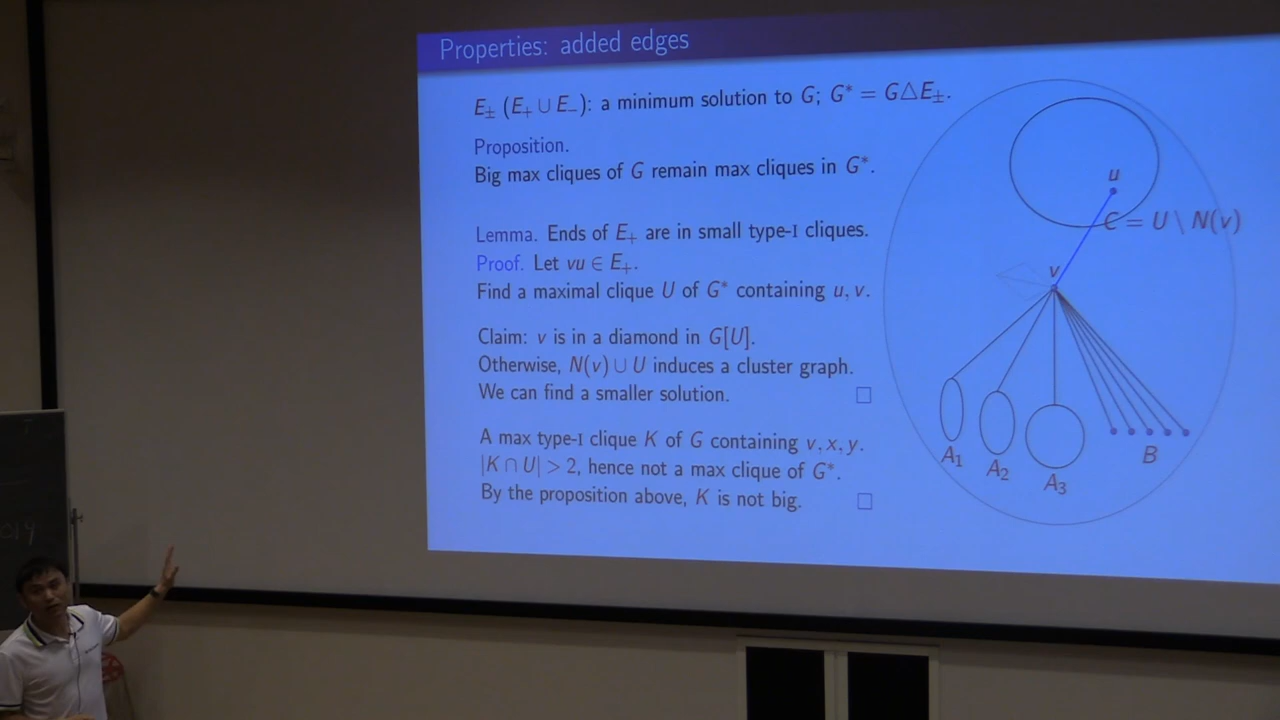 Properties: added edges
E± (E+ ∪ E−): a minimum solution to G; G* = G△E±.
Proposition.
Big max cliques of G remain max cliques in G*.
Lemma. Ends of E+ are in small type-I cliques.
Proof. Let vu ∈ E+.
Find a maximal clique U of G* containing u, v.
Claim: v is in a diamond in G[U].
Otherwise, N(v) ∪ U induces a cluster graph.
We can find a smaller solution. □
A max type-I clique K of G containing v, x, y.
|K ∩ U| > 2, hence not a max clique of G*.
By the proposition above, K is not big. □
u
C = U \ N(v)
v
A1
A2
A3
B